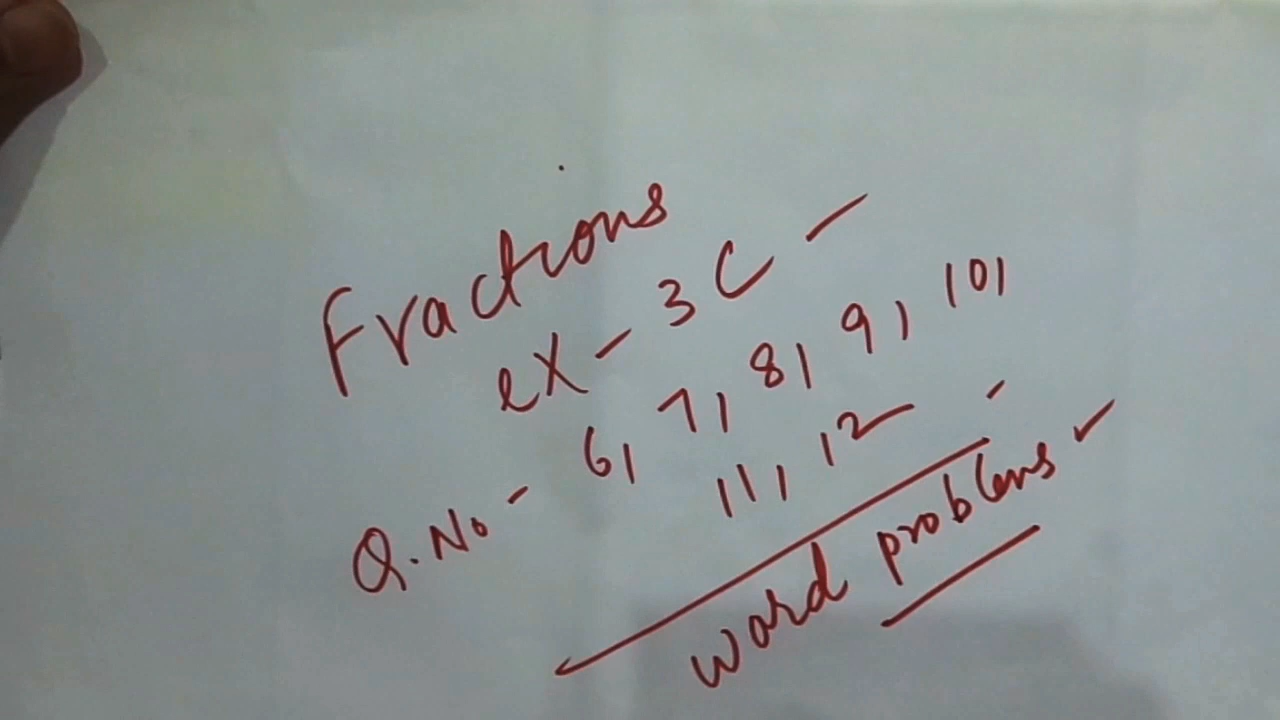 Fractions
ex - 3C -
Q.No - 6, 7, 8, 9, 10,
11, 12 -
word problems